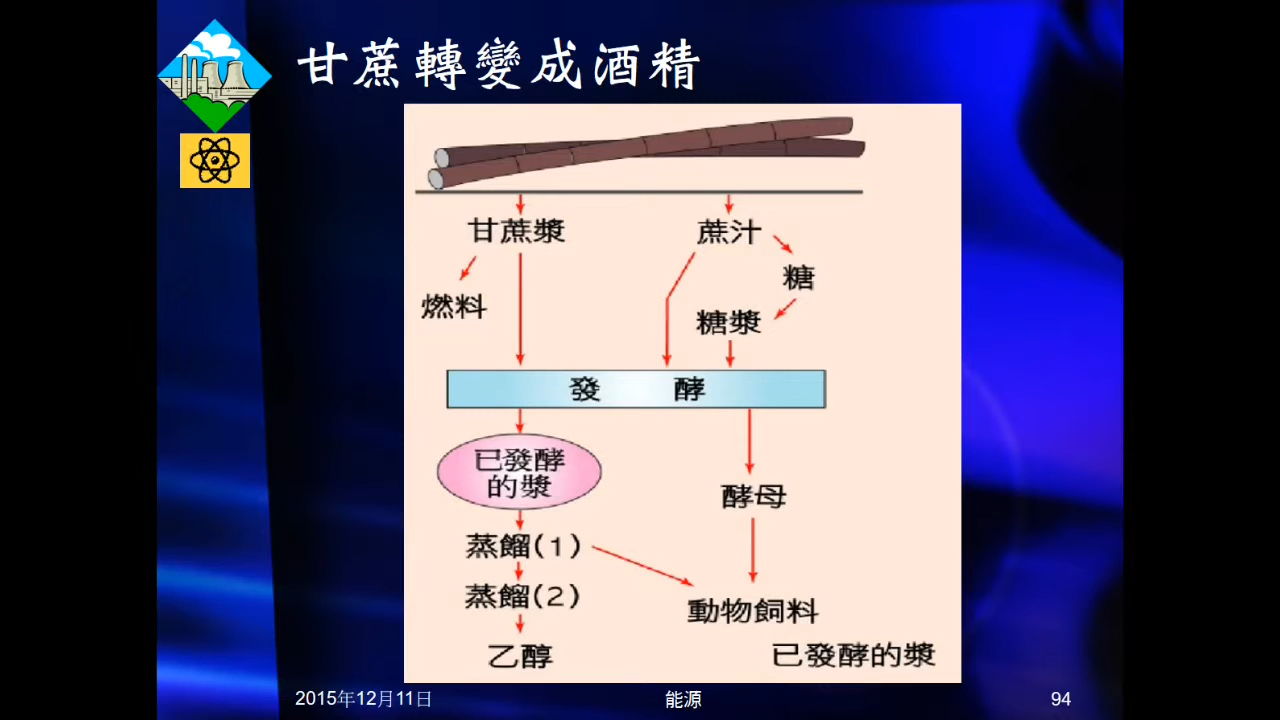 甘蔗轉變成酒精
甘蔗漿
蔗汁
糖
燃料
糖漿
發 酵
已發酵
的漿
酵母
蒸餾(1)
蒸餾(2)
動物飼料
乙醇
已發酵的漿
2015年12月11日
能源
94